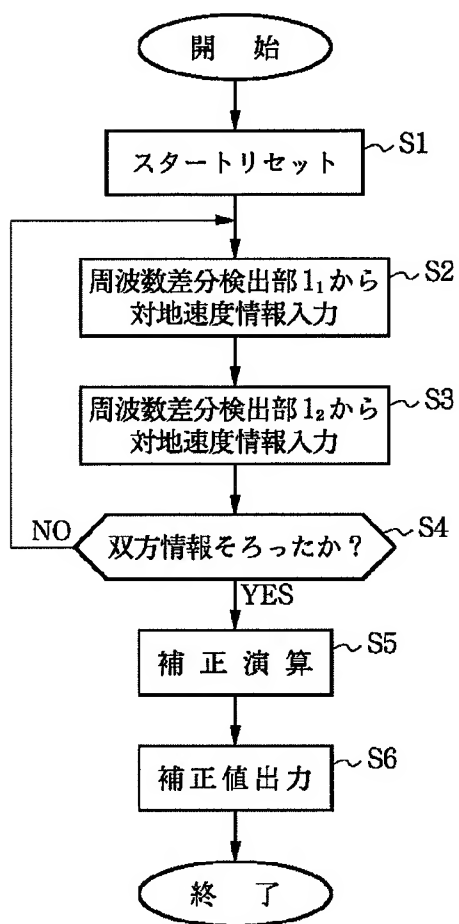 開 始
スタートリセット
S1
周波数差分検出部1₁から
対地速度情報入力
S2
周波数差分検出部1₂から
対地速度情報入力
S3
双方情報そろったか?
S4
NO
YES
補正演算
S5
補正値出力
S6
終 了